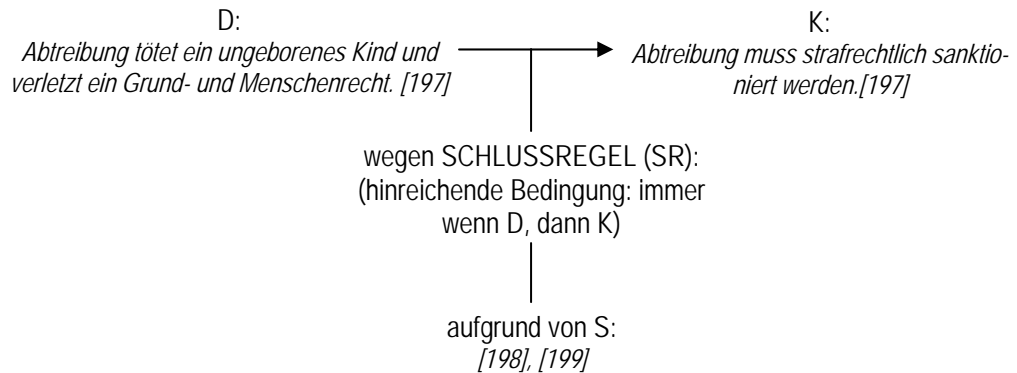 D:
Abtreibung tötet ein ungeborenes Kind und
verletzt ein Grund- und Menschenrecht. [197]
K:
Abtreibung muss strafrechtlich sanktio-
niert werden.[197]
wegen SCHLUSSREGEL (SR):
(hinreichende Bedingung: immer
wenn D, dann K)
aufgrund von S:
[198], [199]